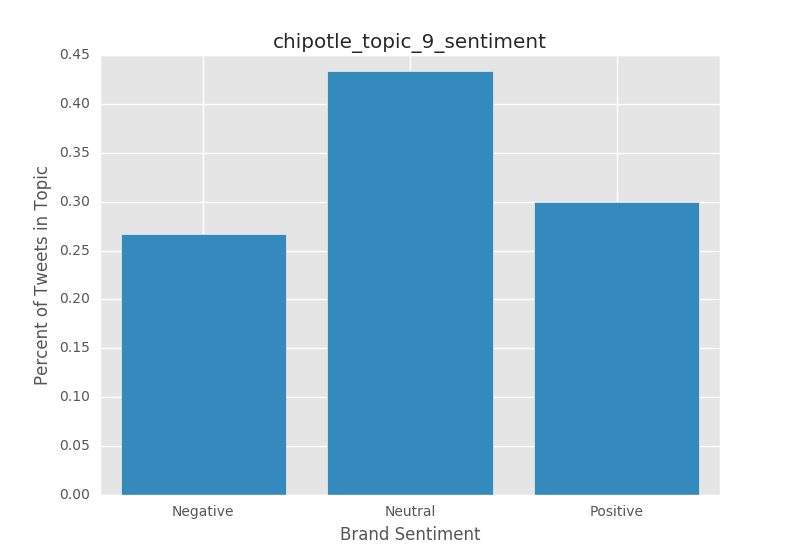 chipotle_topic_9_sentiment
0.45
0.40
0.35
0.30
0.25
0.20
0.15
0.10
0.05
0.00
Percent of Tweets in Topic
Negative Neutral Positive
Brand Sentiment